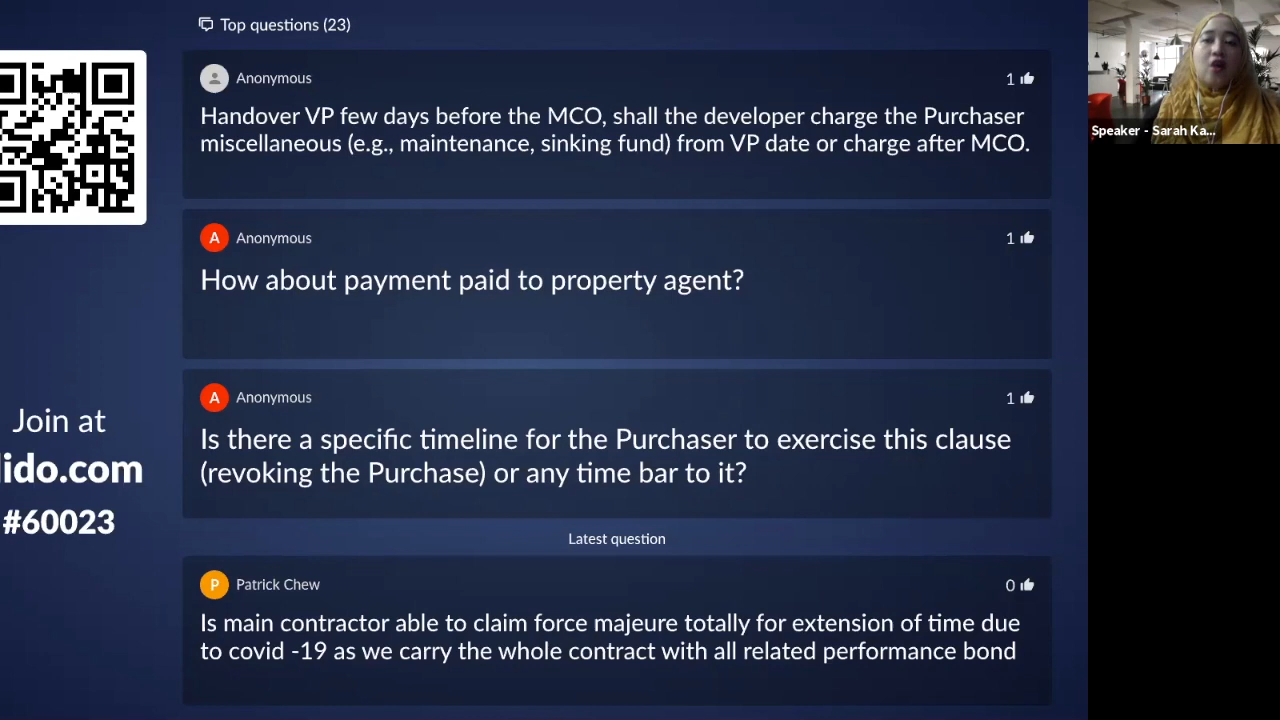 Top questions (23)
Anonymous
1
Handover VP few days before the MCO, shall the developer charge the Purchaser
miscellaneous (e.g., maintenance, sinking fund) from VP date or charge after MCO.
A
Anonymous
1
How about payment paid to property agent?
A
Anonymous
1
Is there a specific timeline for the Purchaser to exercise this clause
(revoking the Purchase) or any time bar to it?
Latest question
P
Patrick Chew
0
Is main contractor able to claim force majeure totally for extension of time due
to covid -19 as we carry the whole contract with all related performance bond
Join at
lido.com
#60023
Speaker - Sarah Ka...